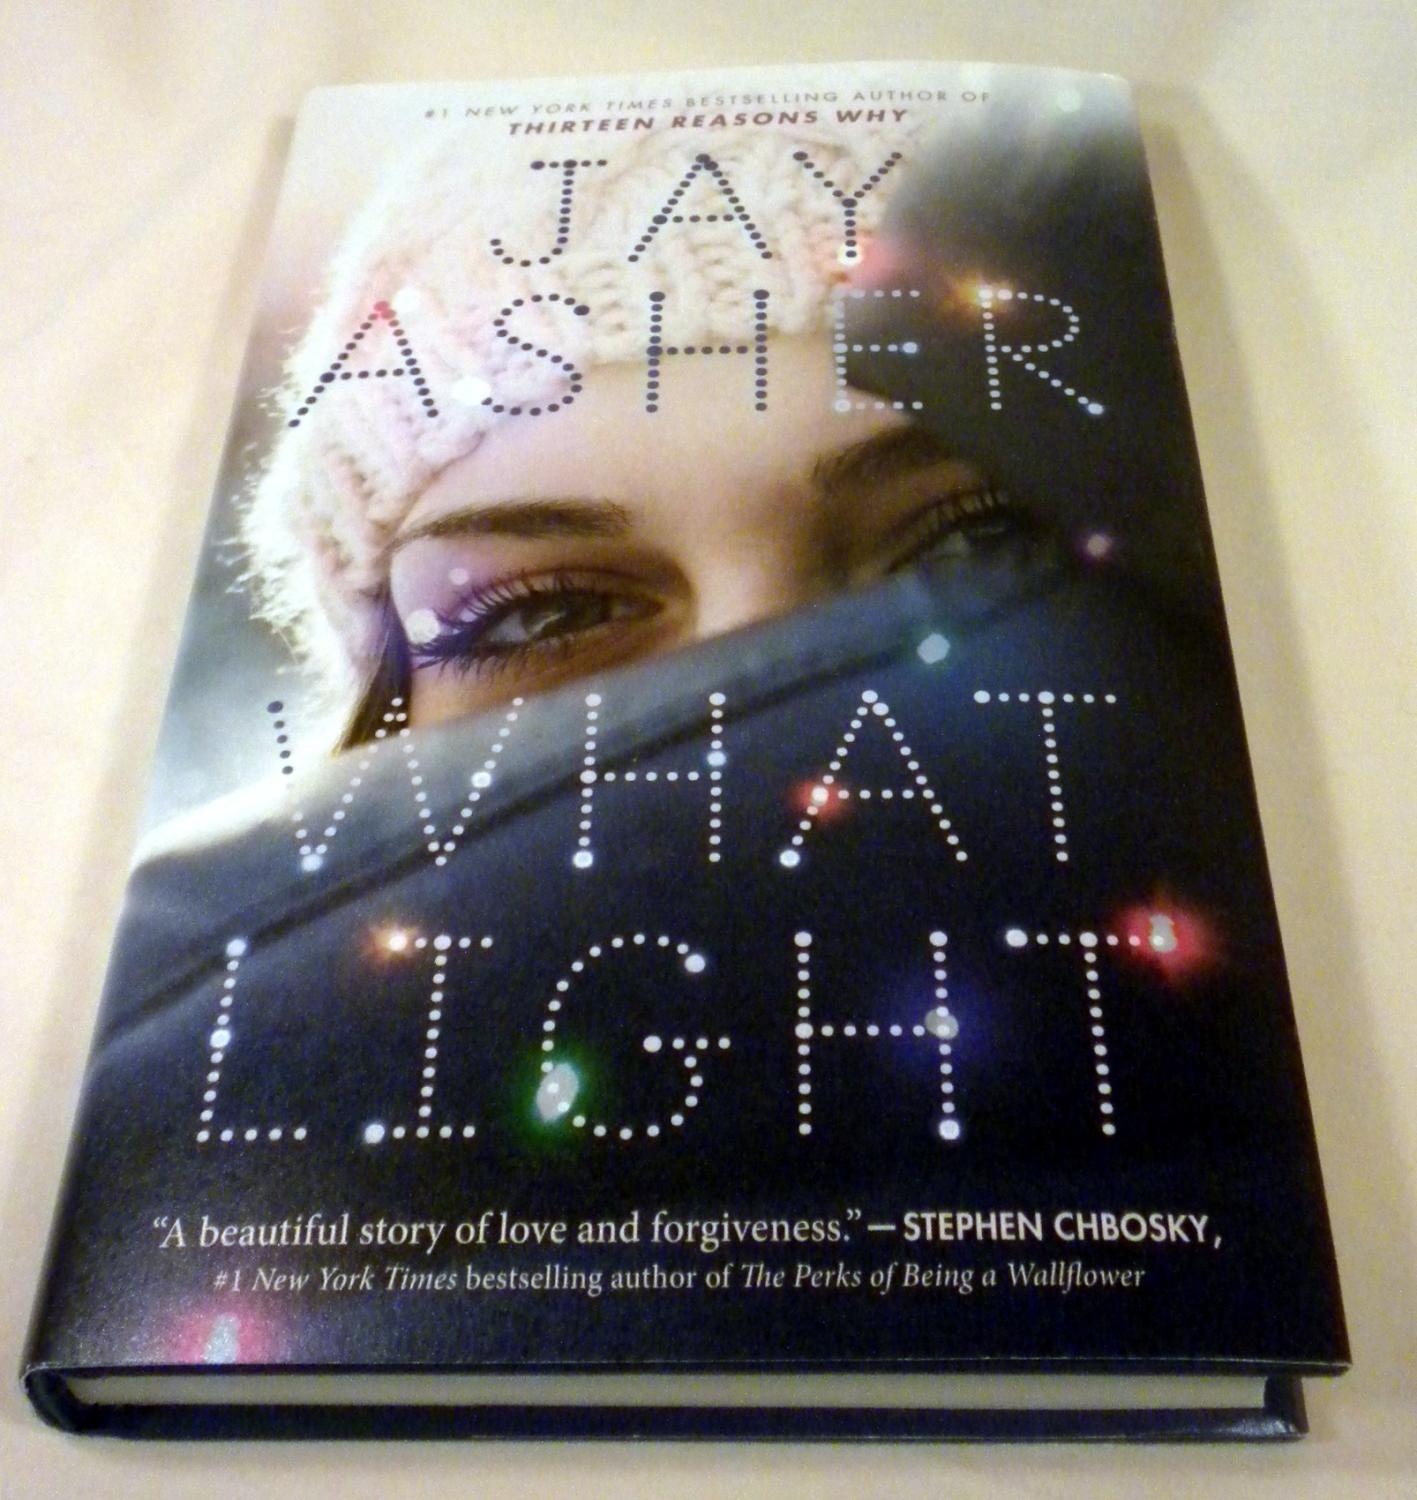 #1 NEW YORK TIMES BESTSELLING AUTHOR OF
THIRTEEN REASONS WHY
JAY
ASHER
WHAT
LIGHT
“A beautiful story of love and forgiveness.” — STEPHEN CHBOSKY,
#1 New York Times bestselling author of The Perks of Being a Wallflower